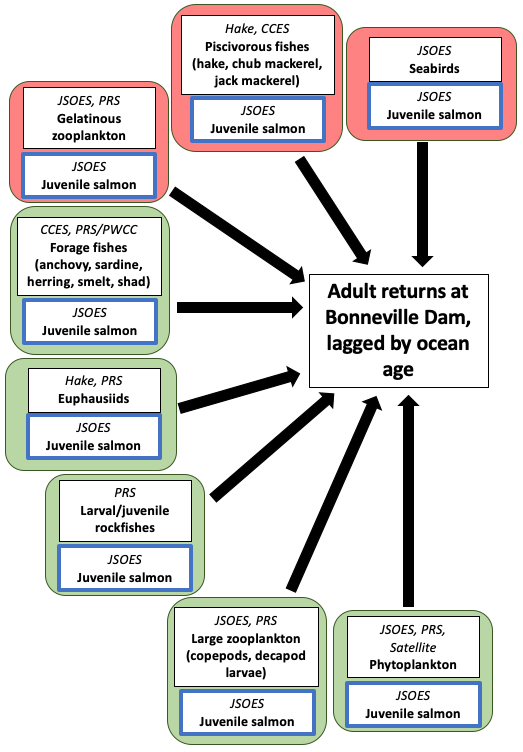 Hake, CCES
Piscivorous fishes
(hake, chub mackerel,
jack mackerel)
JSOES
Juvenile salmon
JSOES
Seabirds
JSOES
Juvenile salmon
JSOES, PRS
Gelatinous
zooplankton
JSOES
Juvenile salmon
CCES, PRS/PWCC
Forage fishes
(anchovy, sardine,
herring, smelt, shad)
JSOES
Juvenile salmon
Adult returns at
Bonneville Dam,
lagged by ocean
age
Hake, PRS
Euphausiids
JSOES
Juvenile salmon
PRS
Larval/juvenile
rockfishes
JSOES
Juvenile salmon
JSOES, PRS
Large zooplankton
(copepods, decapod
larvae)
JSOES
Juvenile salmon
JSOES, PRS,
Satellite
Phytoplankton
JSOES
Juvenile salmon